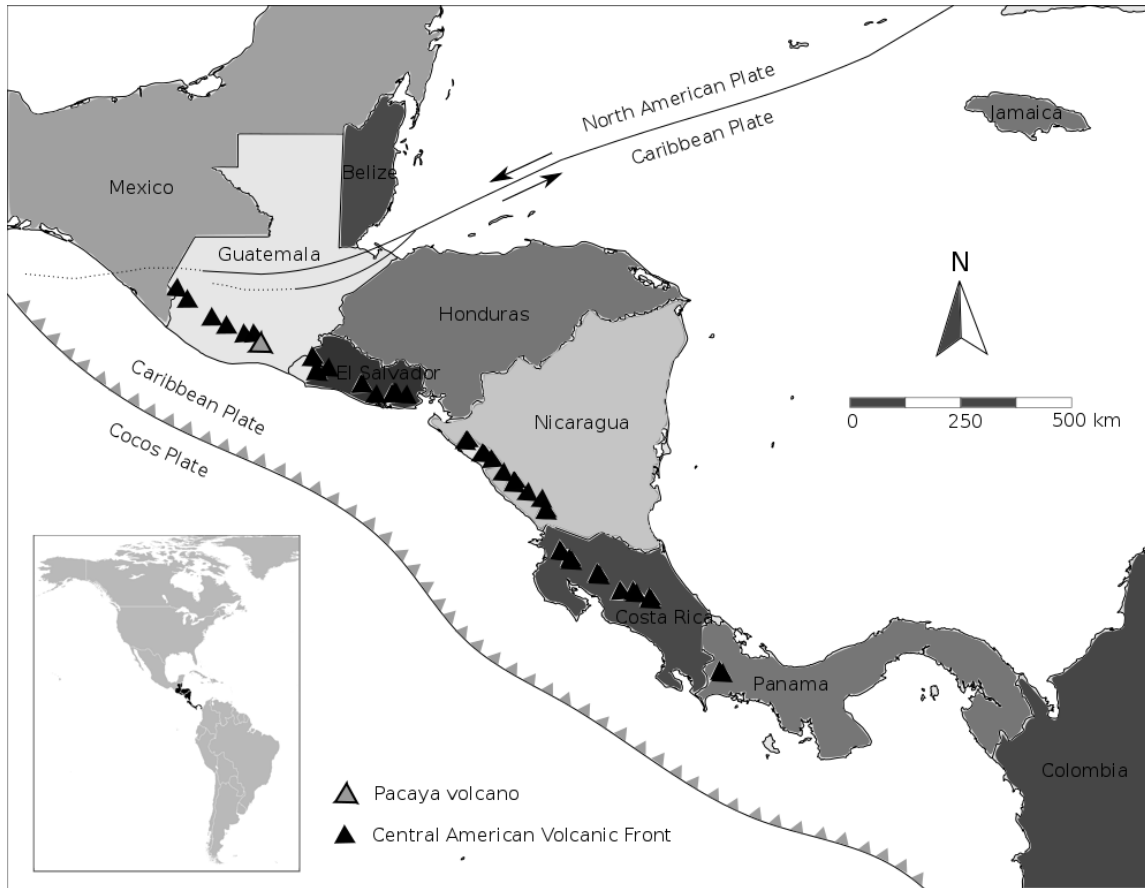 North American Plate
Caribbean Plate
Jamaica
Mexico
Belize
Guatemala
N
Honduras
El Salvador
Caribbean Plate
Cocos Plate
Nicaragua
0 250 500 km
Costa Rica
Panama
Colombia
Pacaya volcano
Central American Volcanic Front